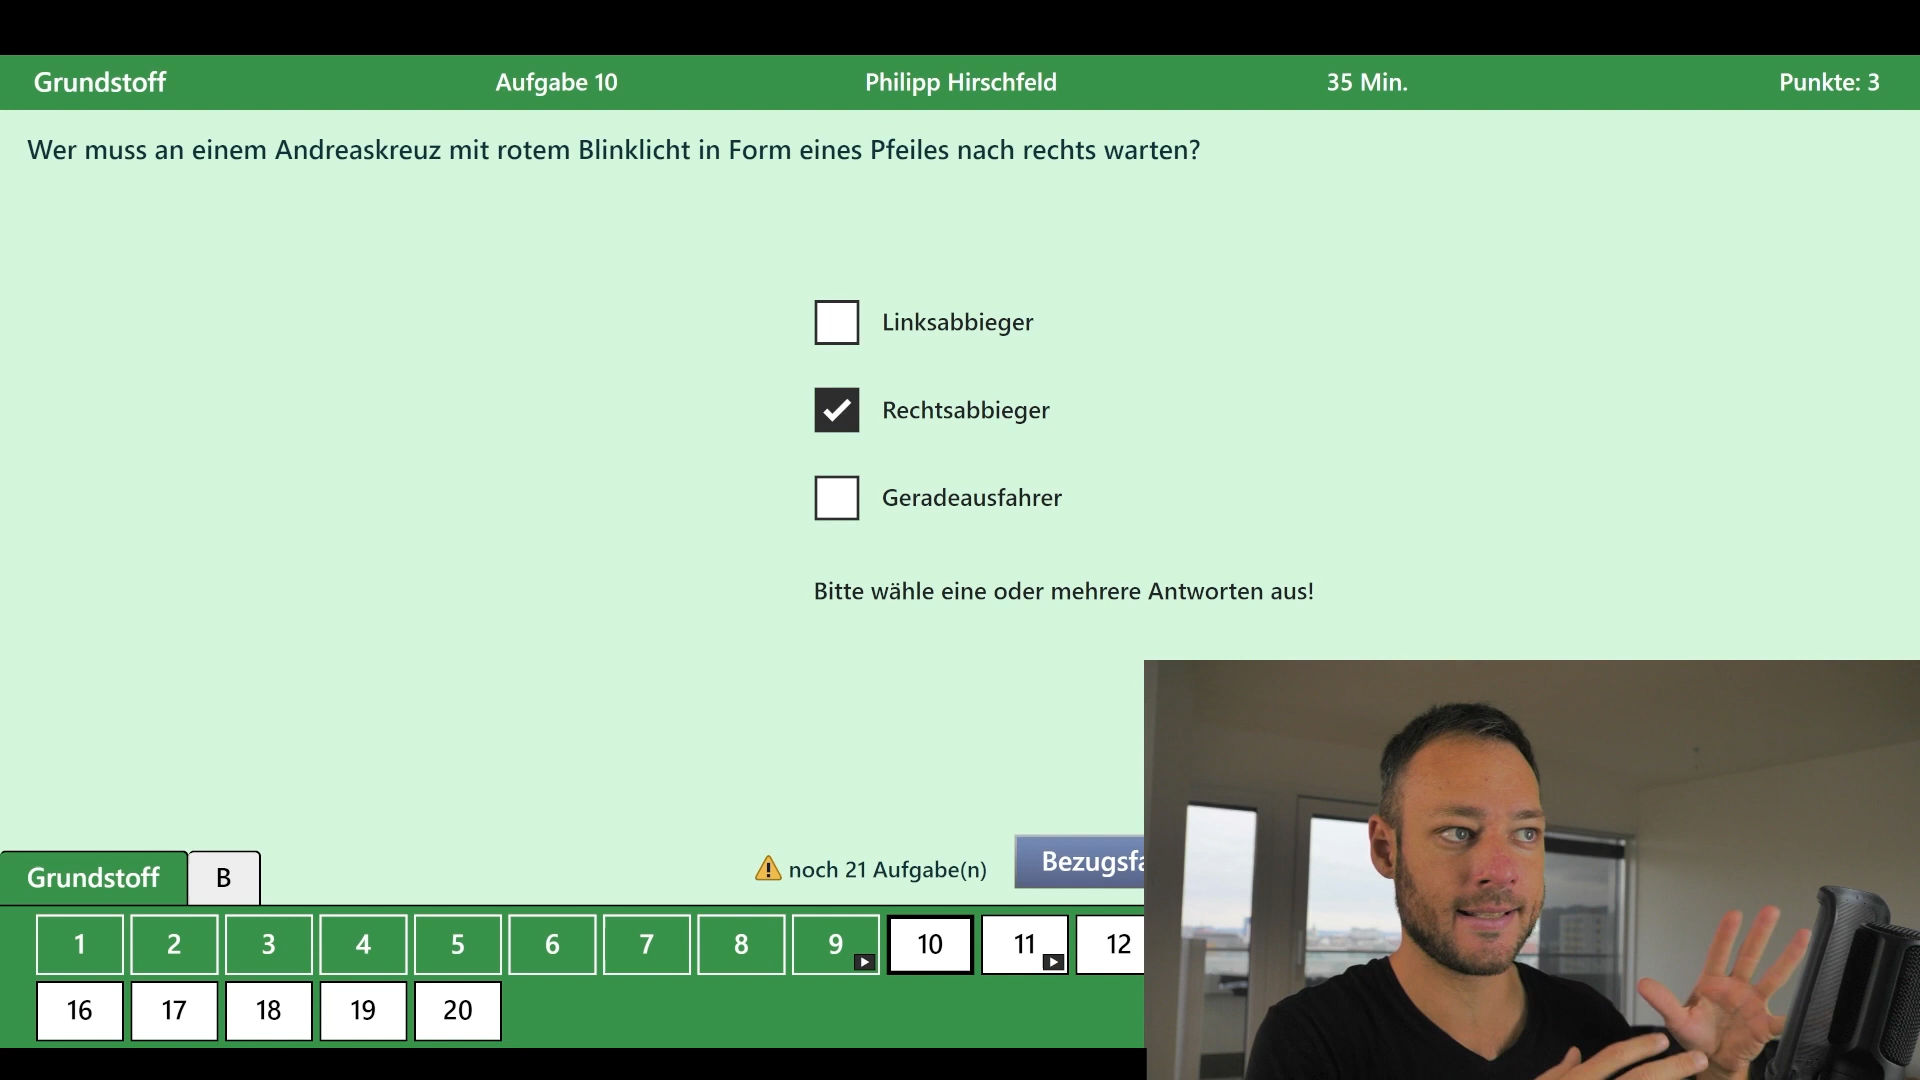 Grundstoff Aufgabe 10 Philipp Hirschfeld 35 Min. Punkte: 3
Wer muss an einem Andreaskreuz mit rotem Blinklicht in Form eines Pfeiles nach rechts warten?
Linksabbieger
Rechtsabbieger
Geradeausfahrer
Bitte wähle eine oder mehrere Antworten aus!
noch 21 Aufgabe(n)
Grundstoff B
1 2 3 4 5 6 7 8 9 10 11 12
16 17 18 19 20